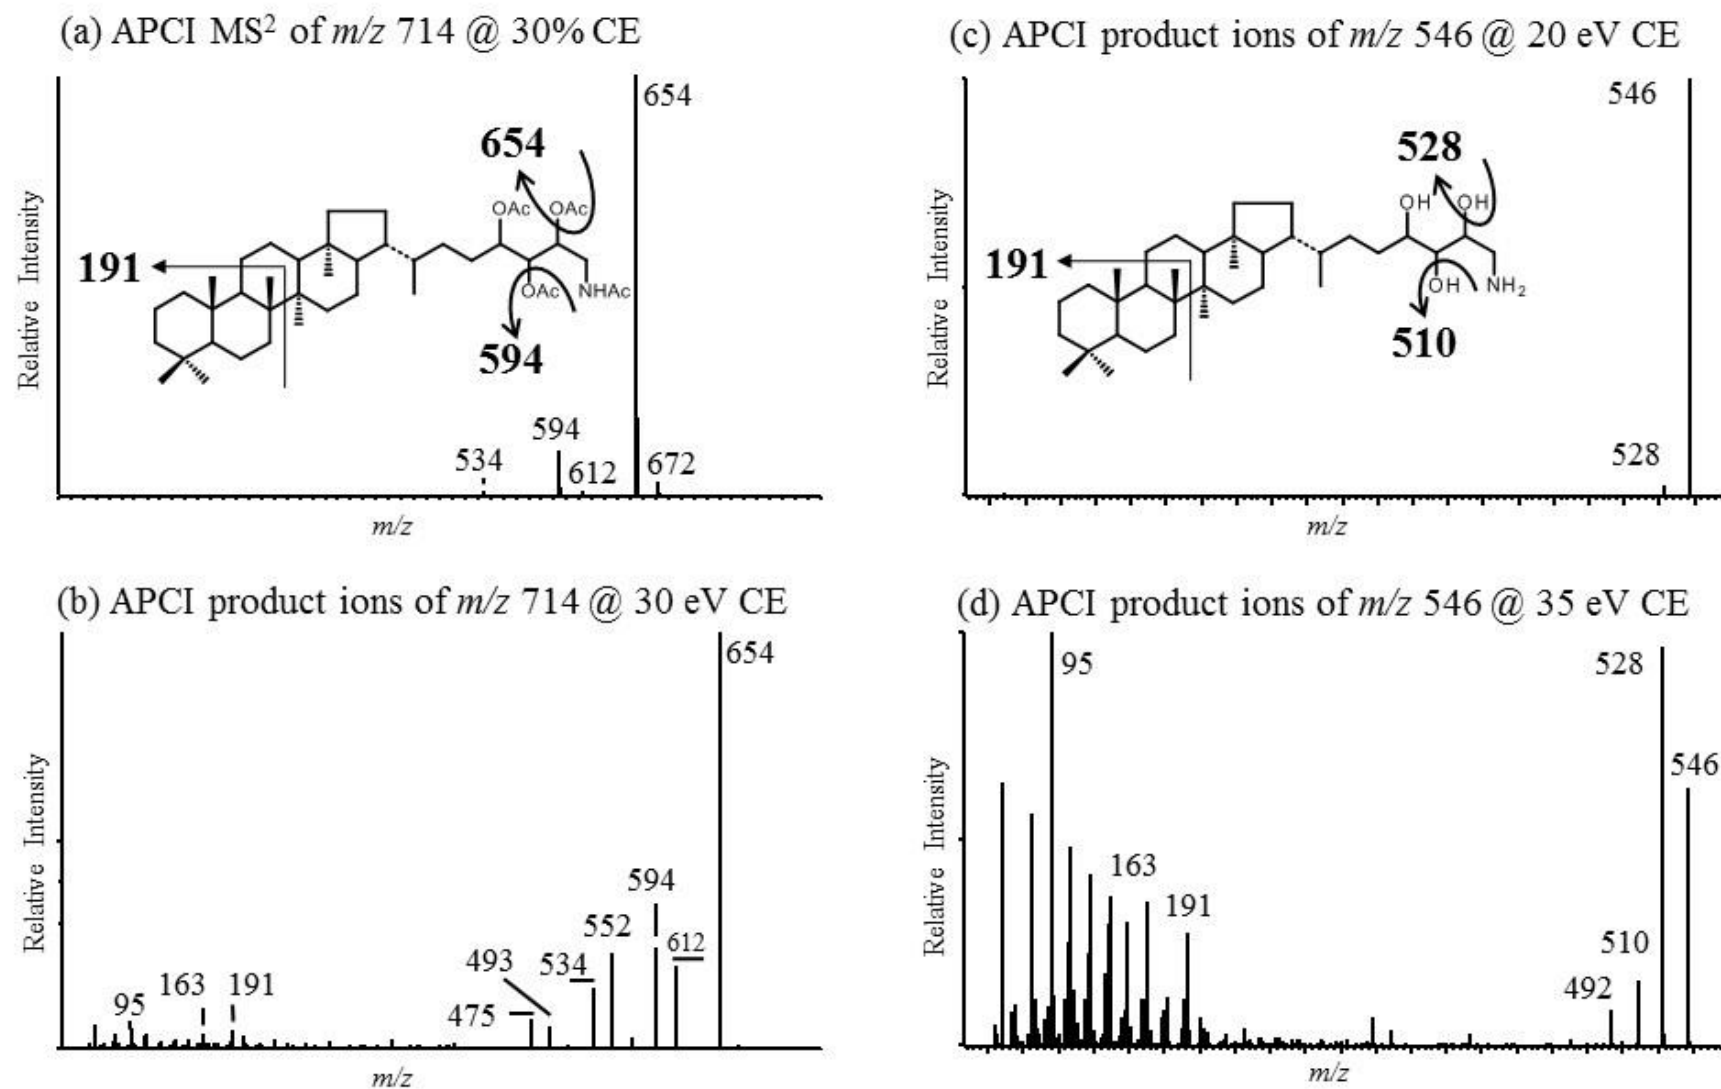 (a) APCI MS² of m/z 714 @ 30% CE
Relative Intensity
654
654
OAc OAc
191
OAc NHAc
594
594
534
612
672
m/z
(c) APCI product ions of m/z 546 @ 20 eV CE
Relative Intensity
546
528
OH OH
191
OH NH₂
510
528
m/z
(b) APCI product ions of m/z 714 @ 30 eV CE
Relative Intensity
654
594
552
612
493
534
475
163
191
95
m/z
(d) APCI product ions of m/z 546 @ 35 eV CE
Relative Intensity
95
528
546
163
191
510
492
m/z